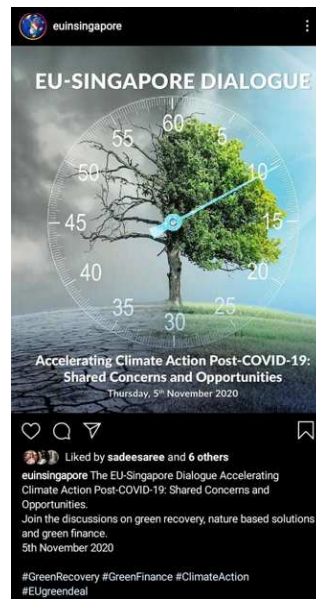 euinsingapore
EU-SINGAPORE DIALOGUE
60
55
5
50
10
45
15
40
20
35
25
30
Accelerating Climate Action Post-COVID-19:
Shared Concerns and Opportunities
Thursday, 5th November 2020
Liked by sadeesaree and 6 others
euinsingapore The EU-Singapore Dialogue Accelerating
Climate Action Post-COVID-19: Shared Concerns and
Opportunities.
Join the discussions on green recovery, nature based solutions
and green finance.
5th November 2020
#GreenRecovery #GreenFinance #ClimateAction
#EUgreendeal